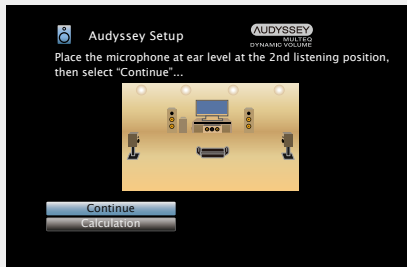 Audyssey Setup
AUDYSSEY
MULTEQ
DYNAMIC VOLUME
Place the microphone at ear level at the 2nd listening position,
then select “Continue”...
Continue
Calculation